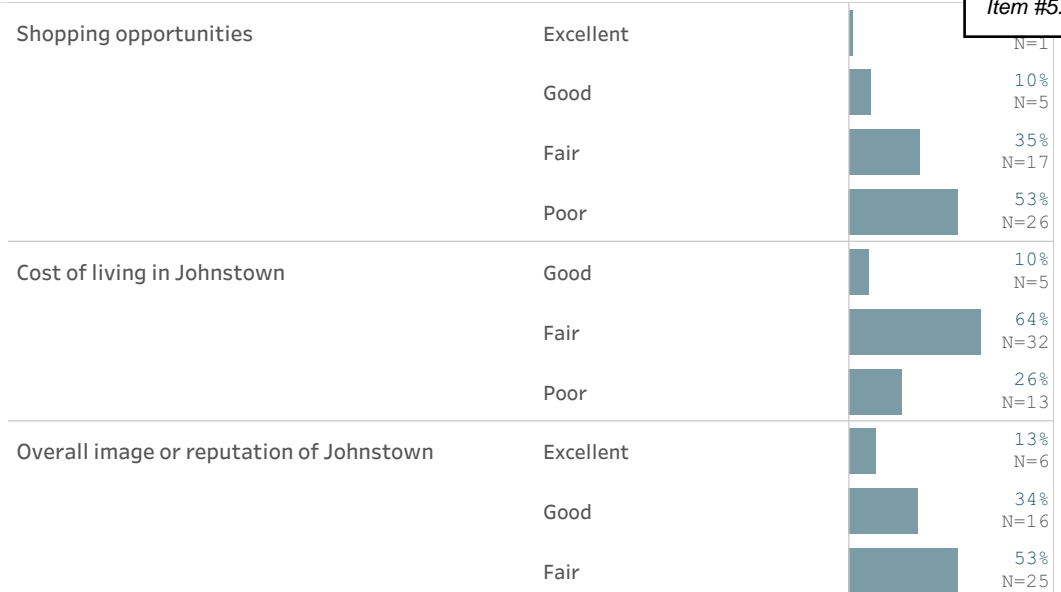 Item #5.
Shopping opportunities
Excellent
N=1
Good
10%
N=5
Fair
35%
N=17
Poor
53%
N=26
Cost of living in Johnstown
Good
10%
N=5
Fair
64%
N=32
Poor
26%
N=13
Overall image or reputation of Johnstown
Excellent
13%
N=6
Good
34%
N=16
Fair
53%
N=25